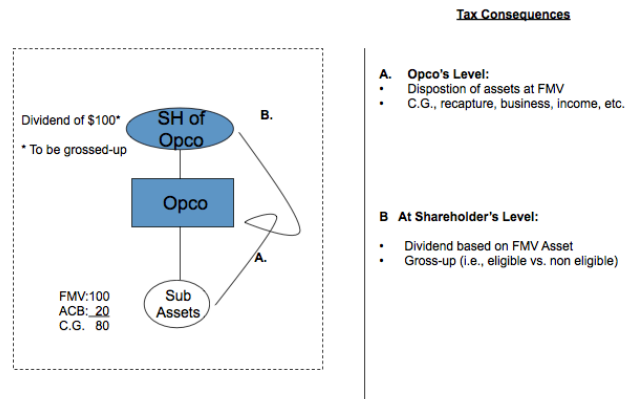 Tax Consequences
Dividend of $100*
* To be grossed-up
SH of
Opco
B.
Opco
A.
Sub
Assets
FMV:100
ACB: 20
C.G. 80
A. Opco's Level:
• Dispostion of assets at FMV
• C.G., recapture, business, income, etc.
B At Shareholder's Level:
• Dividend based on FMV Asset
• Gross-up (i.e., eligible vs. non eligible)